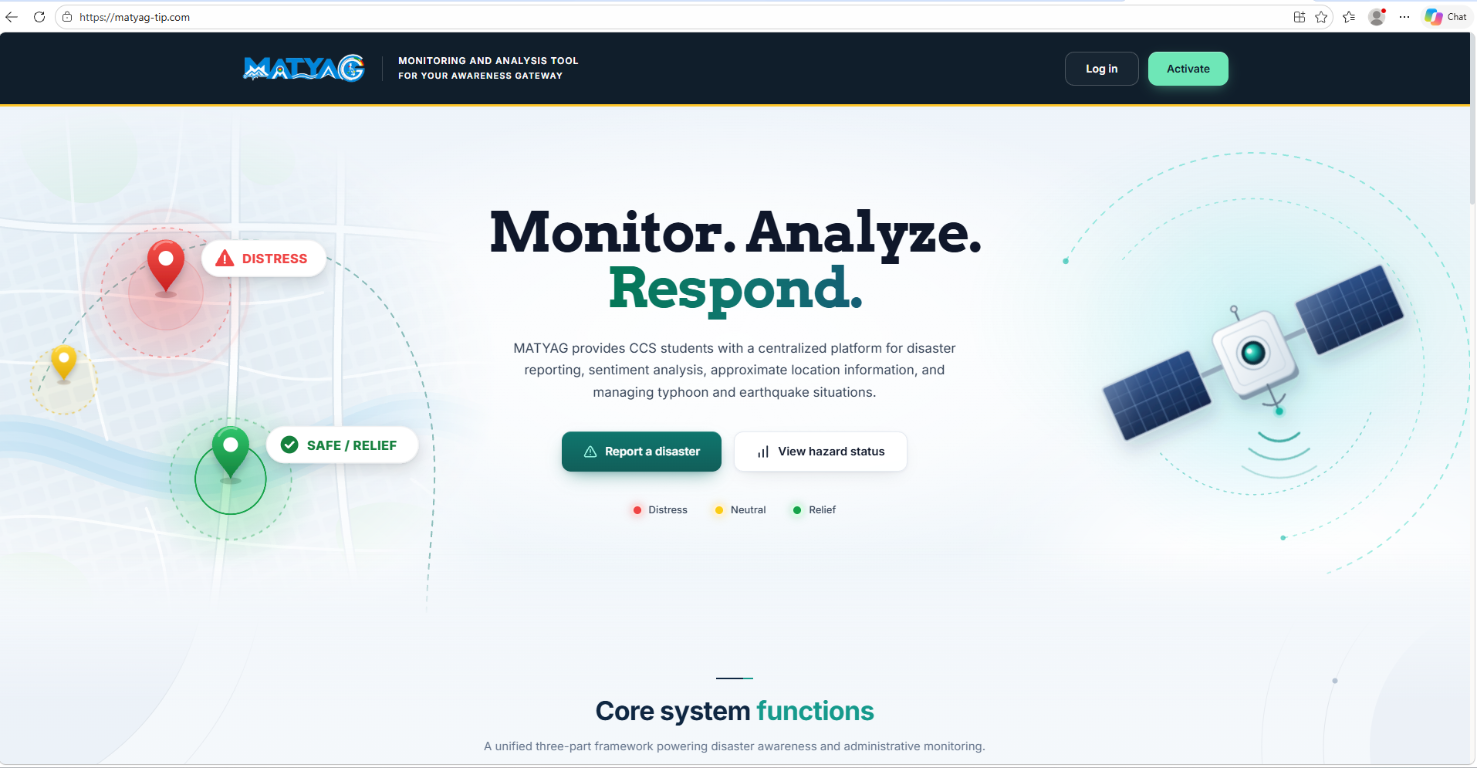 https://matyag-tip.com
Chat
MATYAG
MONITORING AND ANALYSIS TOOL
FOR YOUR AWARENESS GATEWAY
Log in
Activate
Monitor. Analyze.
Respond.
DISTRESS
SAFE / RELIEF
MATYAG provides CCS students with a centralized platform for disaster
reporting, sentiment analysis, approximate location information, and
managing typhoon and earthquake situations.
Report a disaster
View hazard status
Distress
Neutral
Relief
Core system functions
A unified three-part framework powering disaster awareness and administrative monitoring.